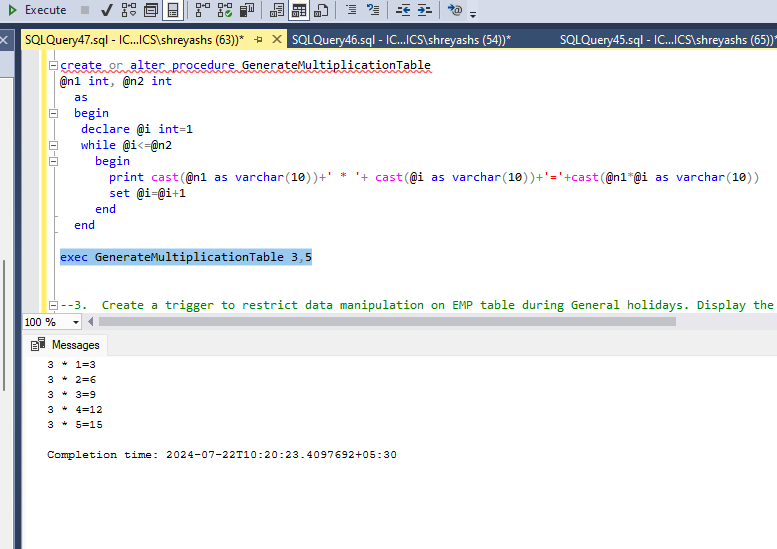 Execute
SQLQuery47.sql - IC...ICS\shreyashs (63))* SQLQuery46.sql - IC...ICS\shreyashs (54))* SQLQuery45.sql - IC...ICS\shreyashs (65))*
create or alter procedure GenerateMultiplicationTable
@n1 int, @n2 int
as
begin
declare @i int=1
while @i<=@n2
begin
print cast(@n1 as varchar(10))+' * '+ cast(@i as varchar(10))+'='+cast(@n1*@i as varchar(10))
set @i=@i+1
end
end
exec GenerateMultiplicationTable 3,5
--3.  Create a trigger to restrict data manipulation on EMP table during General holidays. Display the
100 %
Messages
3 * 1=3
3 * 2=6
3 * 3=9
3 * 4=12
3 * 5=15
Completion time: 2024-07-22T10:20:23.4097692+05:30